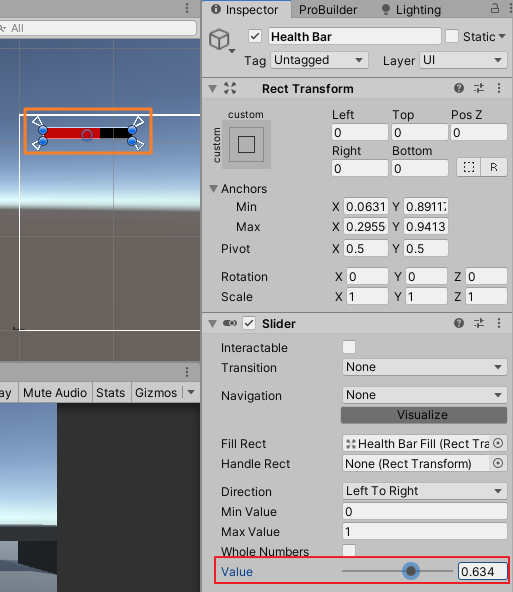 Inspector
ProBuilder
Lighting
All
Health Bar
Static
Tag Untagged Layer UI
Rect Transform
custom
custom
Left Top Pos Z
0 0 0
Right Bottom
0 0 R
Anchors
Min X 0.0631 Y 0.8911
Max X 0.2955 Y 0.9413
Pivot X 0.5 Y 0.5
Rotation X 0 Y 0 Z 0
Scale X 1 Y 1 Z 1
Slider
Interactable
Transition None
Navigation None
Visualize
Fill Rect Health Bar Fill (Rect Tra
Handle Rect None (Rect Transform)
Direction Left To Right
Min Value 0
Max Value 1
Whole Numbers
Value 0.634
ay Mute Audio Stats Gizmos